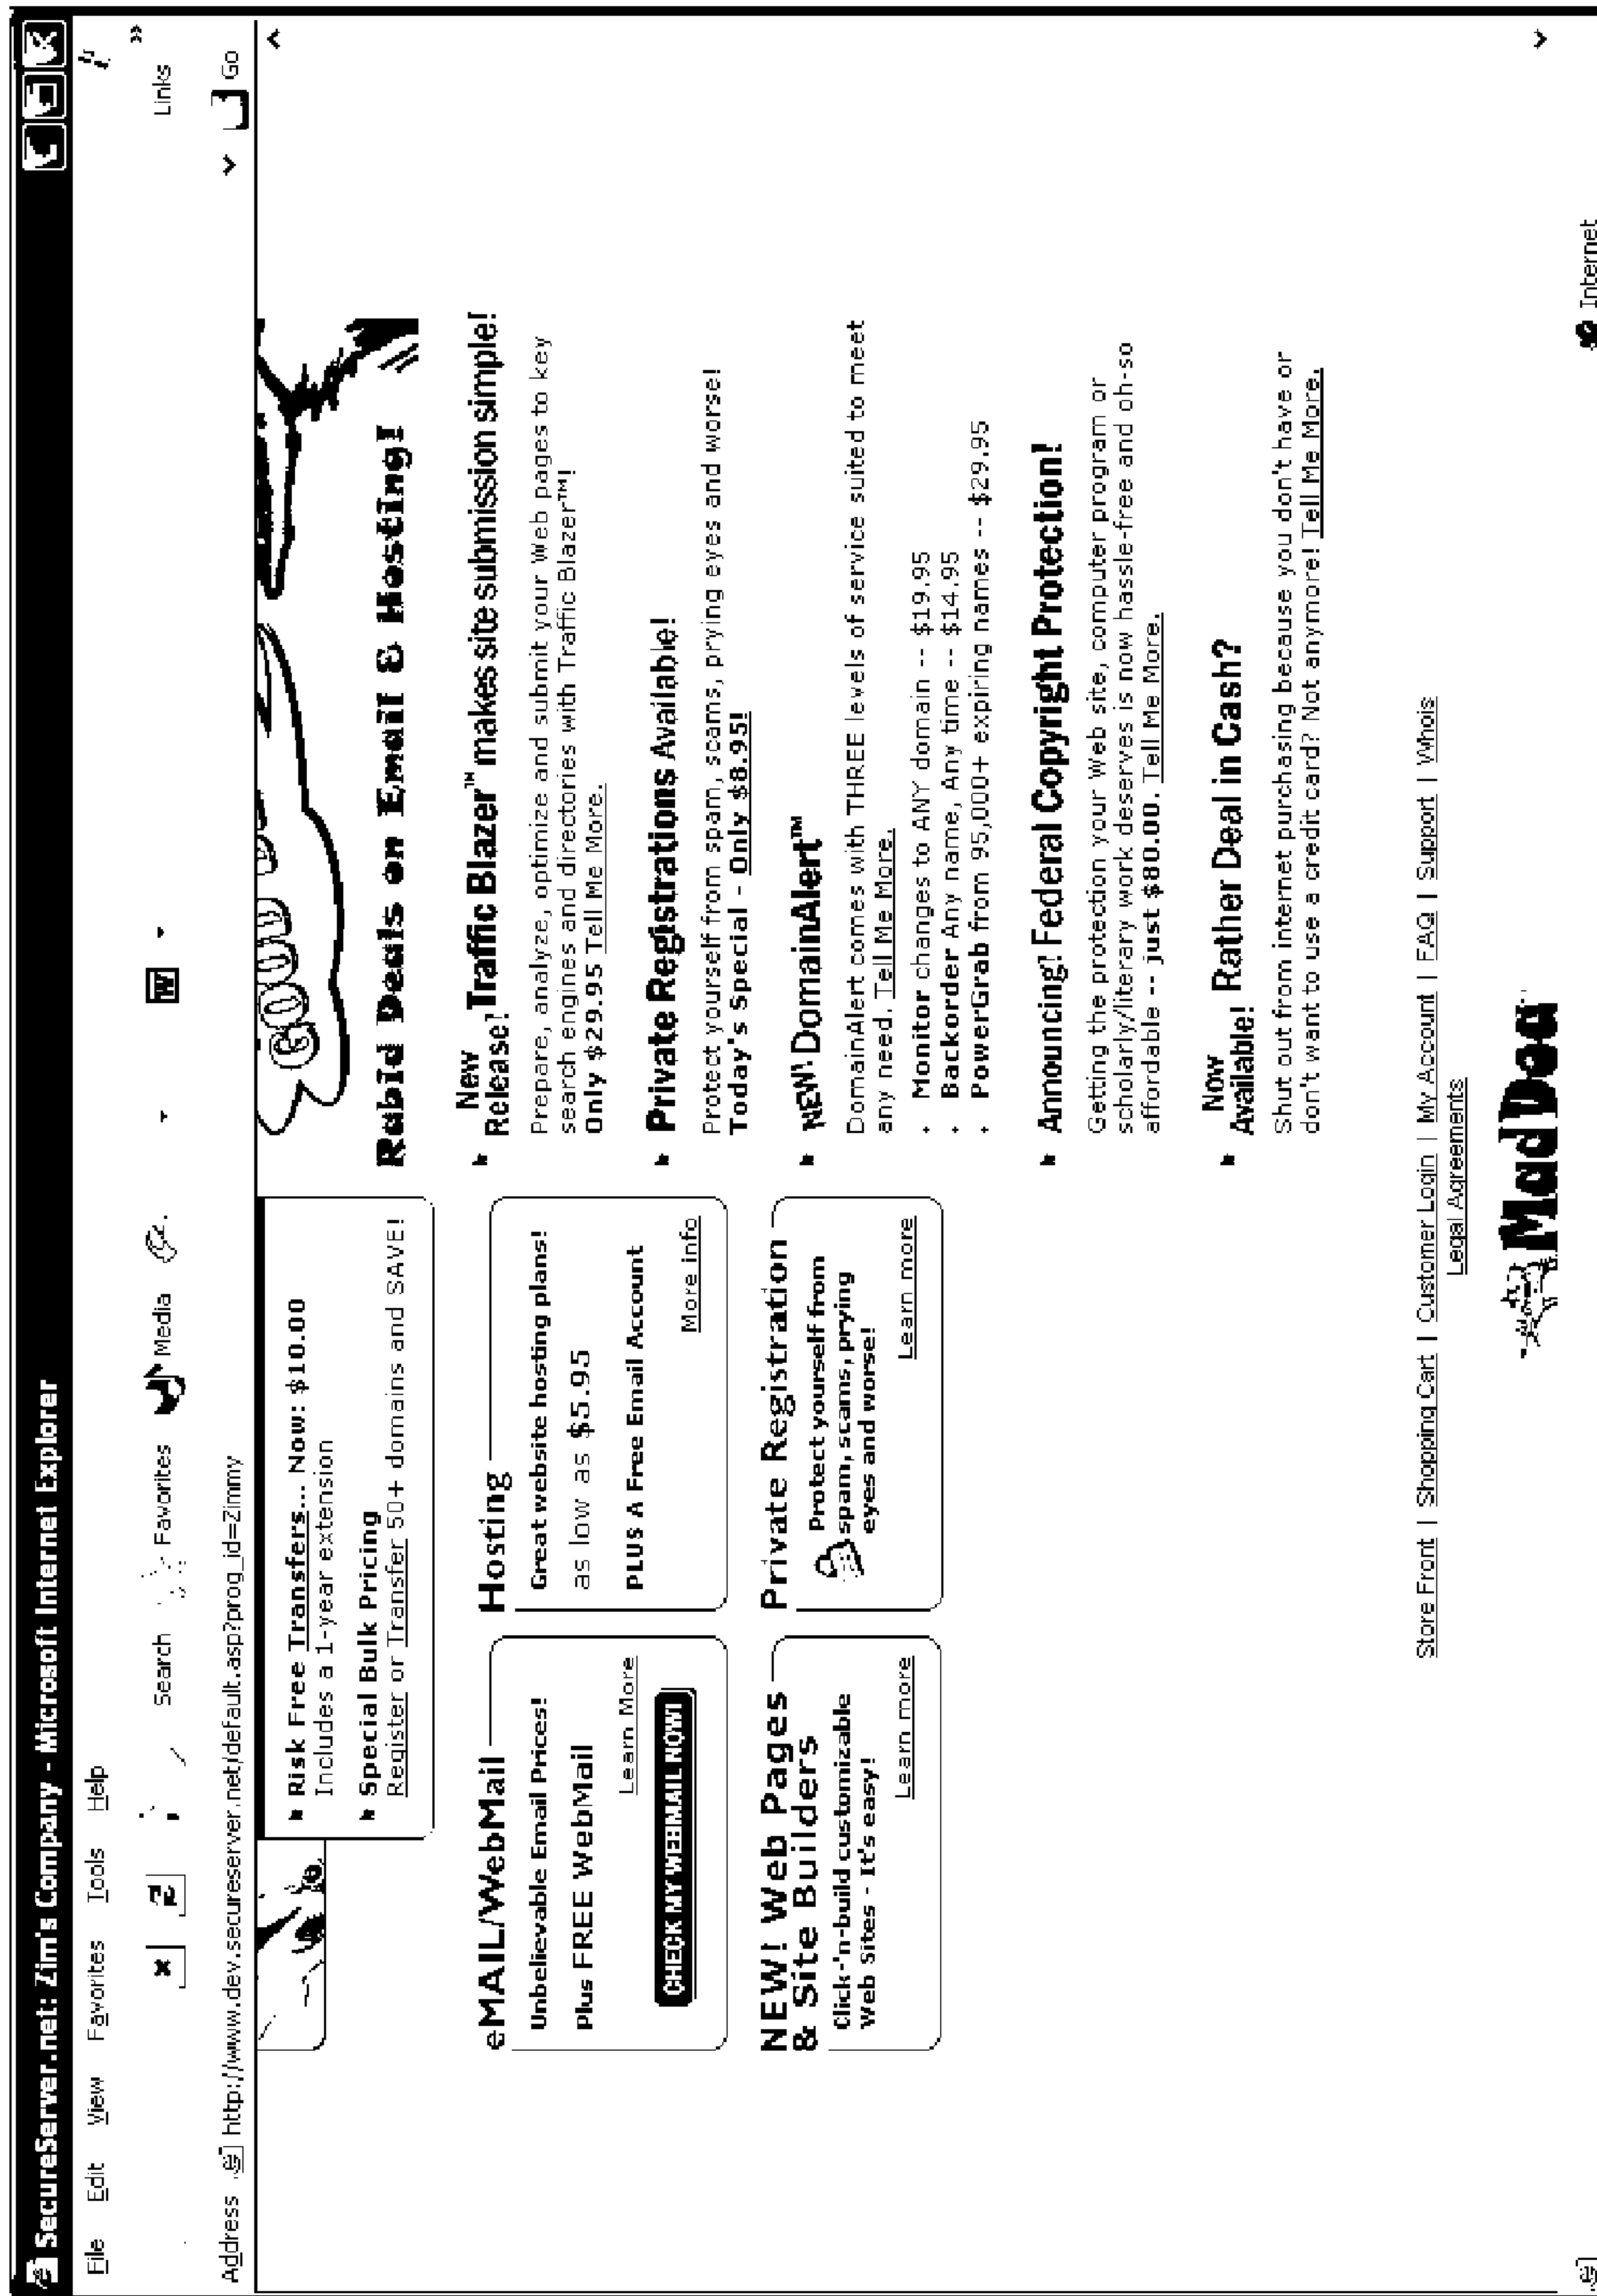 SecureServer.net: Zim's Company - Microsoft Internet Explorer
File Edit View Favorites Tools Help
Search Favorites Media
Links »
Address http://www.dev.secureserver.net/default.asp?prog_id=Zimmy Go
Risk Free Transfers... Now: $10.00
Includes a 1-year extension
Special Bulk Pricing
Register or Transfer 50+ domains and SAVE!
eMAIL/WebMail
Unbelievable Email Prices!
Plus FREE WebMail
Learn More
CHECK MY WEBMAIL NOW!
Hosting
Great website hosting plans!
as low as $5.95
PLUS A Free Email Account
More info
NEW! Web Pages
& Site Builders
Click-'n-build customizable
Web Sites - It's easy!
Learn more
Private Registration
Protect yourself from
spam, scams, prying
eyes and worse!
Learn more
Rabid Deals on Email & Hosting!
New
Release! Traffic Blazer™ makes site submission simple!
Prepare, analyze, optimize and submit your Web pages to key
search engines and directories with Traffic Blazer™!
Only $29.95 Tell Me More.
Private Registrations Available!
Protect yourself from spam, scams, prying eyes and worse!
Today's Special - Only $8.95!
NEW! DomainAlert™
DomainAlert comes with THREE levels of service suited to meet
any need. Tell Me More.
• Monitor changes to ANY domain -- $19.95
• Backorder Any name, Any time -- $14.95
• PowerGrab from 95,000+ expiring names -- $29.95
Announcing! Federal Copyright Protection!
Getting the protection your Web site, computer program or
scholarly/literary work deserves is now hassle-free and oh-so
affordable -- just $80.00. Tell Me More.
Now
Available! Rather Deal in Cash?
Shut out from internet purchasing because you don't have or
don't want to use a credit card? Not anymore! Tell Me More.
Store Front | Shopping Cart | Customer Login | My Account | FAQ | Support | Whois
Legal Agreements
Mad Dog
Internet